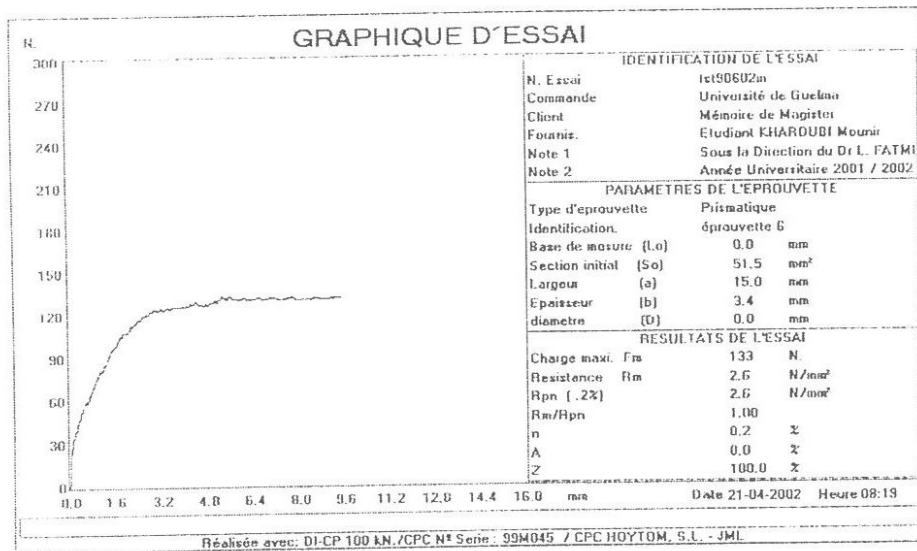 GRAPHIQUE D'ESSAI
N.
300
270
240
210
180
150
120
90
60
30
0
0.0 1.6 3.2 4.8 6.4 8.0 9.6 11.2 12.8 14.4 16.0 mm
IDENTIFICATION DE L'ESSAI
N. Essai tst90602m
Commande Université de Guelma
Client Mémoire de Magister
Fournis. Etudiant KHAROUBI Mounir
Note 1 Sous la Direction du Dr L. FATMI
Note 2 Année Universitaire 2001 / 2002
PARAMETRES DE L'EPROUVETTE
Type d'eprouvette Prismatique
Identification. éprouvette 6
Base de mesure (Lo) 0.0 mm
Section initial (So) 51.5 mm²
Largeur (a) 15.0 mm
Epaisseur (b) 3.4 mm
diametre (D) 0.0 mm
RESULTATS DE L'ESSAI
Charge maxi. Fm 133 N.
Resistance Rm 2.6 N/mm²
Rpn (.2%) 2.6 N/mm²
Rm/Rpn 1.00
n 0.2 %
A 0.0 %
Z 100.0 %
Date 21-04-2002 Heure 08:19
Réalisée avec: DI-CP 100 kN./CPC Nº Serie : 99M045 / CPC HOYTOM, S.L. - JML